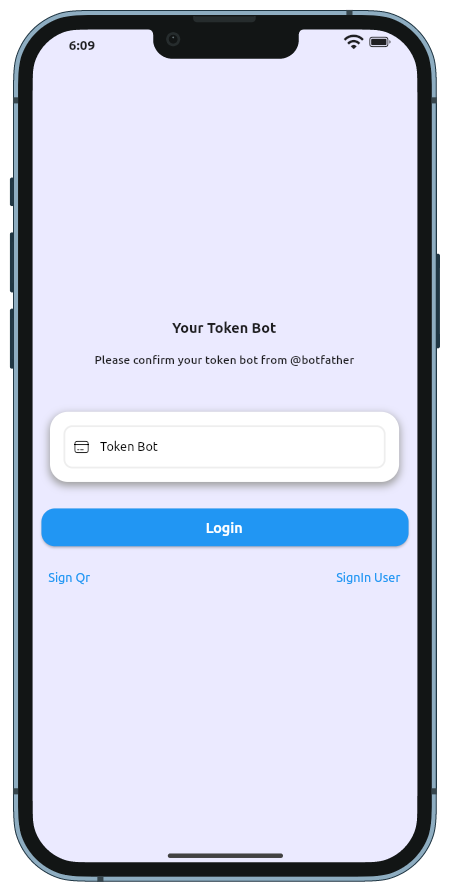 6:09
Your Token Bot
Please confirm your token bot from @botfather
Token Bot
Login
Sign Qr
SignIn User